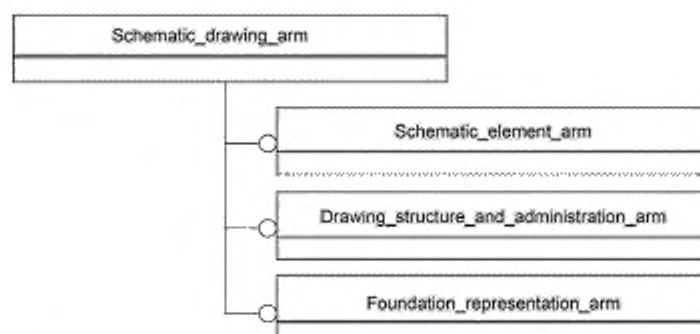 Schematic_drawing_arm
Schematic_element_arm
Drawing_structure_and_administration_arm
Foundation_representation_arm